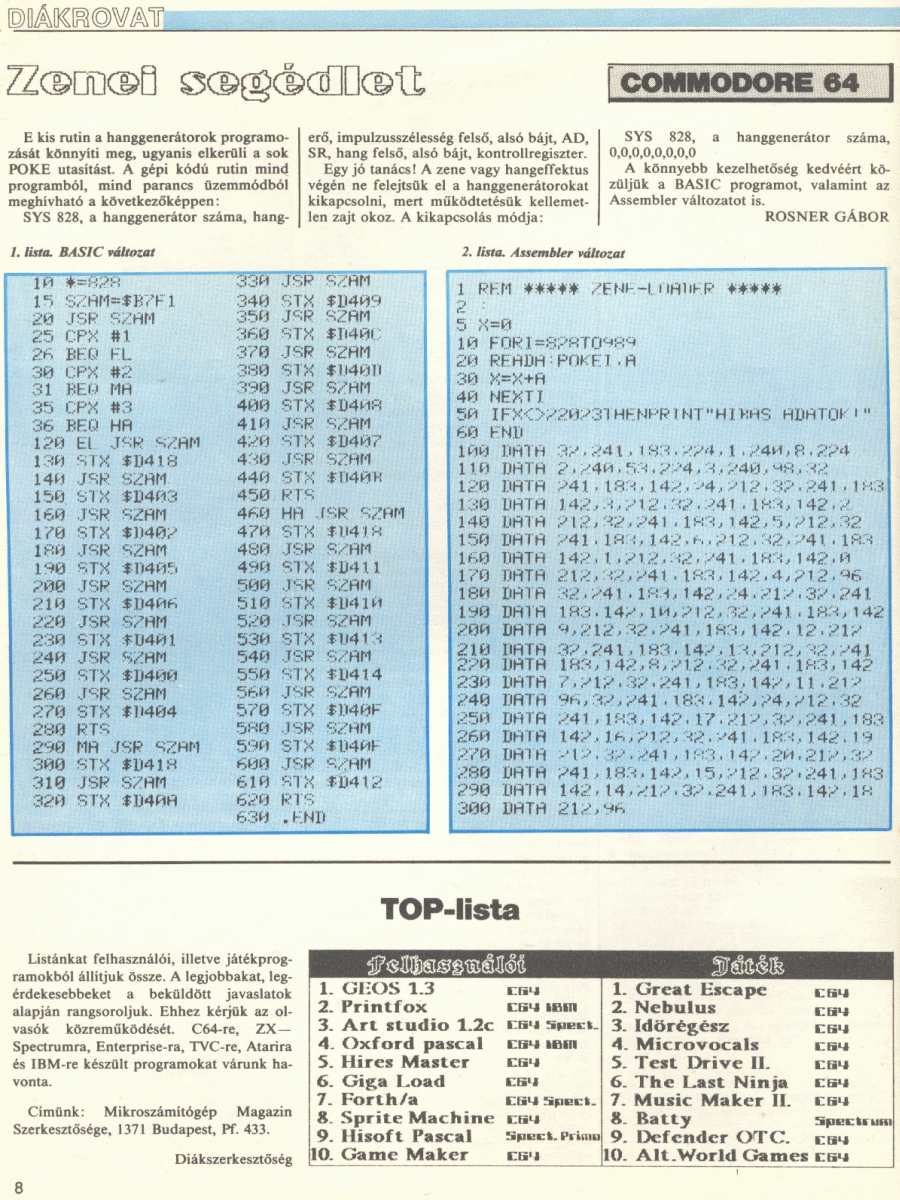 DIÁKROVAT
Zenei segédlet
COMMODORE 64
E kis rutin a hanggenerátorok programo-
zását könnyíti meg, ugyanis elkerüli a sok
POKE utasítást. A gépi kódú rutin mind
programból, mind parancs üzemmódból
meghívható a következőképpen:
SYS 828, a hanggenerátor száma, hang-
erő, impulzusszélesség felső, alsó bájt, AD,
SR, hang felső, alsó bájt, kontrollregiszter.
Egy jó tanács! A zene vagy hangeffektus
végén ne felejtsük el a hanggenerátorokat
kikapcsolni, mert működtetésük kellemet-
len zajt okoz. A kikapcsolás módja:
SYS 828, a hanggenerátor száma,
0,0,0,0,0,0,0,0
A könnyebb kezelhetőség kedvéért kö-
züljük a BASIC programot, valamint az
Assembler változatot is.
ROSNER GÁBOR
1. lista. BASIC változat
10 *=828
15 SZAM=$B7F1
20 JSR SZAM
25 CPX #1
26 BEQ EL
30 CPX #2
31 BEQ MA
35 CPX #3
36 BEQ HA
120 EL JSR SZAM
130 STX $D418
140 JSR SZAM
150 STX $D403
160 JSR SZAM
170 STX $D402
180 JSR SZAM
190 STX $D405
200 JSR SZAM
210 STX $D406
220 JSR SZAM
230 STX $D401
240 JSR SZAM
250 STX $D400
260 JSR SZAM
270 STX $D404
280 RTS
290 MA JSR SZAM
300 STX $D418
310 JSR SZAM
320 STX $D40A
330 JSR SZAM
340 STX $D409
350 JSR SZAM
360 STX $D40C
370 JSR SZAM
380 STX $D40D
390 JSR SZAM
400 STX $D408
410 JSR SZAM
420 STX $D407
430 JSR SZAM
440 STX $D40B
450 RTS
460 HA JSR SZAM
470 STX $D418
480 JSR SZAM
490 STX $D411
500 JSR SZAM
510 STX $D410
520 JSR SZAM
530 STX $D413
540 JSR SZAM
550 STX $D414
560 JSR SZAM
570 STX $D40F
580 JSR SZAM
590 STX $D40E
600 JSR SZAM
610 STX $D412
620 RTS
630 .END
2. lista. Assembler változat
1 REM ***** ZENE-LOADER *****
2 :
5 X=0
10 FORI=828TO989
20 READA:POKEI,A
30 X=X+A
40 NEXTI
50 IFX<>22023THENPRINT"HIBAS ADATOK!"
60 END
100 DATA 32,241,183,224,1,240,8,224
110 DATA 2,240,53,224,3,240,98,32
120 DATA 241,183,142,24,212,32,241,183
130 DATA 142,3,212,32,241,183,142,2
140 DATA 212,32,241,183,142,5,212,32
150 DATA 241,183,142,6,212,32,241,183
160 DATA 142,1,212,32,241,183,142,0
170 DATA 212,32,241,183,142,4,212,96
180 DATA 32,241,183,142,24,212,32,241
190 DATA 183,142,10,212,32,241,183,142
200 DATA 9,212,32,241,183,142,12,212
210 DATA 32,241,183,142,13,212,32,241
220 DATA 183,142,8,212,32,241,183,142
230 DATA 7,212,32,241,183,142,11,212
240 DATA 96,32,241,183,142,24,212,32
250 DATA 241,183,142,17,212,32,241,183
260 DATA 142,16,212,32,241,183,142,19
270 DATA 212,32,241,183,142,20,212,32
280 DATA 241,183,142,15,212,32,241,183
290 DATA 142,14,212,32,241,183,142,18
300 DATA 212,96
TOP-lista
Listánkat felhasználói, illetve játékprog-
ramokból állítjuk össze. A legjobbakat, leg-
érdekesebbeket a beküldött javaslatok
alapján rangsoroljuk. Ehhez kérjük az ol-
vasók közreműködését. C64-re, ZX—
Spectrumra, Enterprise-ra, TVC-re, Atarira
és IBM-re készült programokat várunk ha-
vonta.
Címünk: Mikroszámítógép Magazin
Szerkesztősége, 1371 Budapest, Pf. 433.
Diákszerkesztőség
Felhasználói
1. GEOS 1.3 C64
2. Printfox C64 IBM
3. Art studio 1.2c C64 Spect.
4. Oxford pascal C64 IBM
5. Hires Master C64
6. Giga Load C64
7. Forth/a C64 Spect.
8. Sprite Machine C64
9. Hisoft Pascal Spect. Primo
10. Game Maker C64
Játék
1. Great Escape C64
2. Nebulus C64
3. Idörégész C64
4. Microvocals C64
5. Test Drive II. C64
6. The Last Ninja C64
7. Music Maker II. C64
8. Batty Spectrum
9. Defender OTC. C64
10. Alt.World Games C64
8